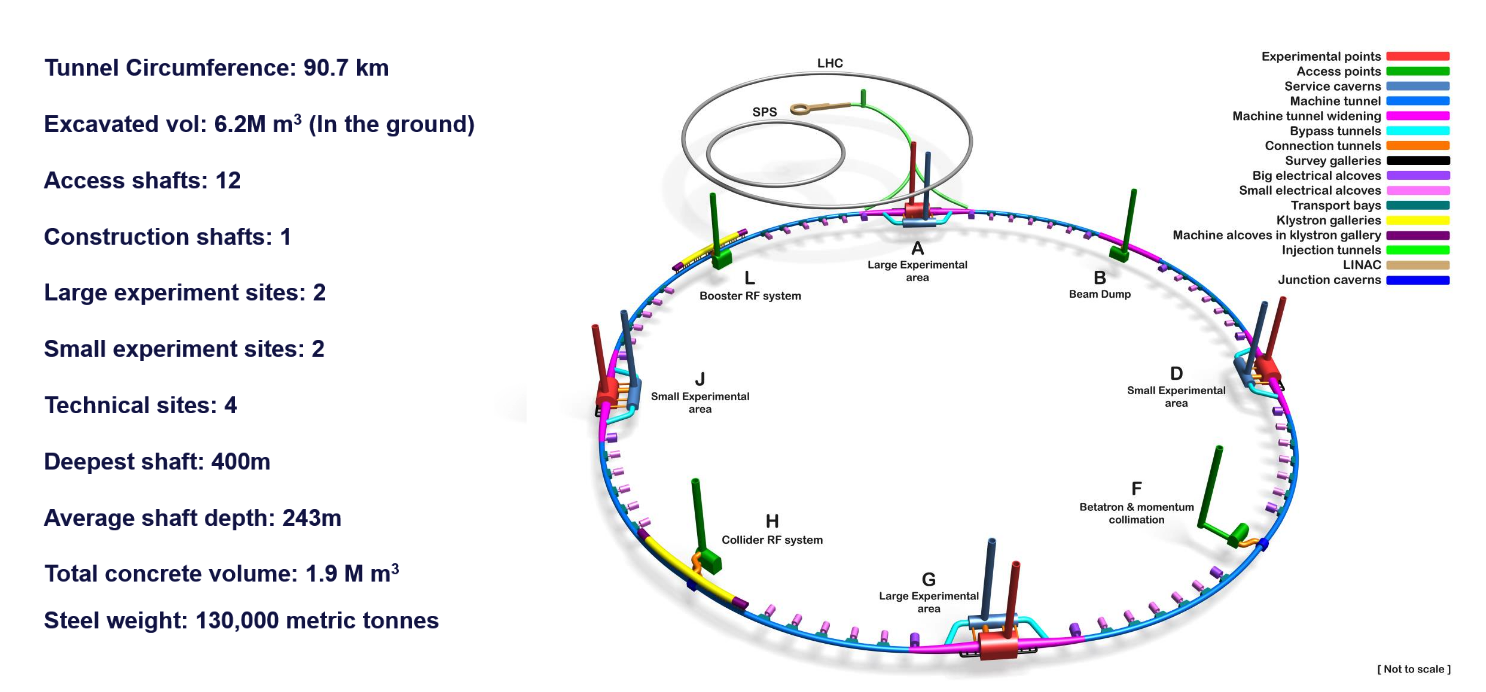 Tunnel Circumference: 90.7 km
Excavated vol: 6.2M m³ (In the ground)
Access shafts: 12
Construction shafts: 1
Large experiment sites: 2
Small experiment sites: 2
Technical sites: 4
Deepest shaft: 400m
Average shaft depth: 243m
Total concrete volume: 1.9 M m³
Steel weight: 130,000 metric tonnes
LHC
SPS
A
Large Experimental
area
L
Booster RF system
B
Beam Dump
J
Small Experimental
area
D
Small Experimental
area
H
Collider RF system
F
Betatron & momentum
collimation
G
Large Experimental
area
Experimental points
Access points
Service caverns
Machine tunnel
Machine tunnel widening
Bypass tunnels
Connection tunnels
Survey galleries
Big electrical alcoves
Small electrical alcoves
Transport bays
Klystron galleries
Machine alcoves in klystron gallery
Injection tunnels
LINAC
Junction caverns
[ Not to scale ]